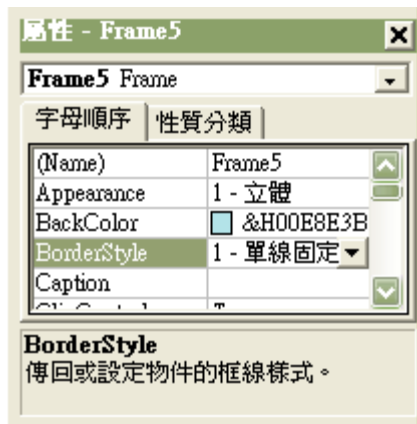 屬性 - Frame5
Frame5 Frame
字母順序 性質分類
(Name) Frame5
Appearance 1 - 立體
BackColor &H00E8E3B
BorderStyle 1 - 單線固定
Caption
BorderStyle
傳回或設定物件的框線樣式。